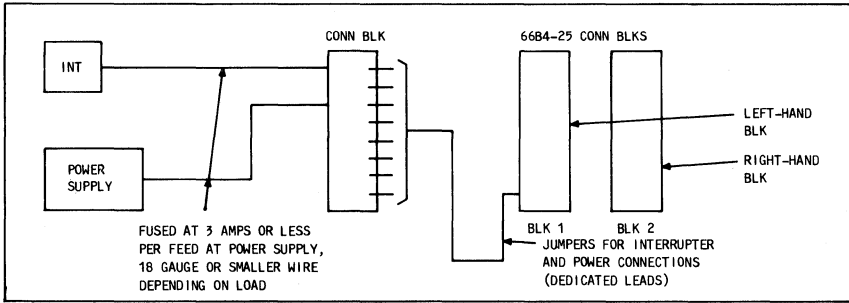 CONN BLK
66B4-25 CONN BLKS
INT
LEFT-HAND
BLK
POWER
SUPPLY
RIGHT-HAND
BLK
FUSED AT 3 AMPS OR LESS
PER FEED AT POWER SUPPLY,
18 GAUGE OR SMALLER WIRE
DEPENDING ON LOAD
BLK 1
BLK 2
JUMPERS FOR INTERRUPTER
AND POWER CONNECTIONS
(DEDICATED LEADS)